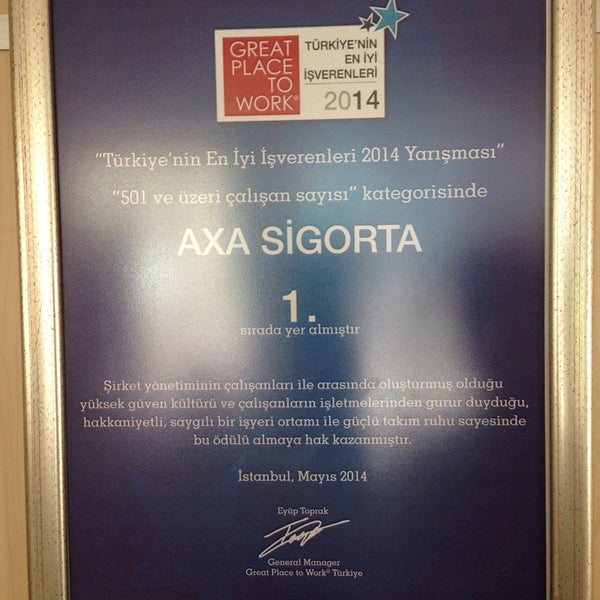 GREAT
PLACE
TO
WORK®
TÜRKİYE'NİN
EN İYİ
İŞVERENLERİ
2014
"Türkiye'nin En İyi İşverenleri 2014 Yarışması"
"501 ve üzeri çalışan sayısı" kategorisinde
AXA SİGORTA
1.
sırada yer almıştır
Şirket yönetiminin çalışanları ile arasında oluşturmuş olduğu
yüksek güven kültürü ve çalışanların işletmelerinden gurur duyduğu,
hakkaniyetli, saygılı bir işyeri ortamı ile güçlü takım ruhu sayesinde
bu ödülü almaya hak kazanmıştır.
İstanbul, Mayıs 2014
Eyüp Toprak
General Manager
Great Place to Work® Türkiye